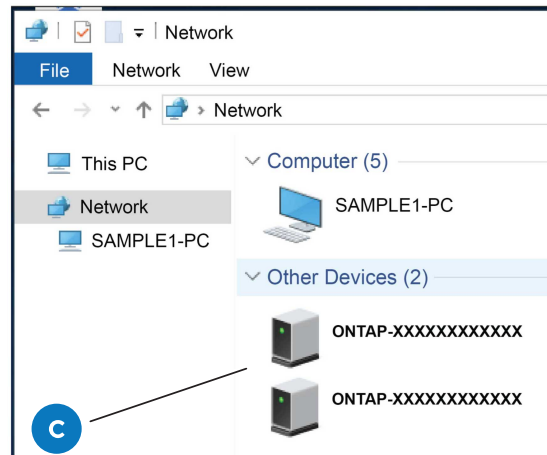 Network
File Network View
Network
This PC
Network
SAMPLE1-PC
Computer (5)
SAMPLE1-PC
Other Devices (2)
ONTAP-XXXXXXXXXXXX
ONTAP-XXXXXXXXXXXX
C